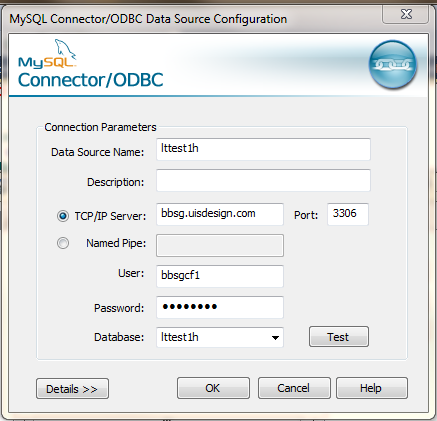 MySQL Connector/ODBC Data Source Configuration
MySQL
Connector/ODBC
Connection Parameters
Data Source Name: lttest1h
Description:
TCP/IP Server: bbsg.uisdesign.com Port: 3306
Named Pipe:
User: bbsgcf1
Password: ••••••••
Database: lttest1h Test
Details >> OK Cancel Help